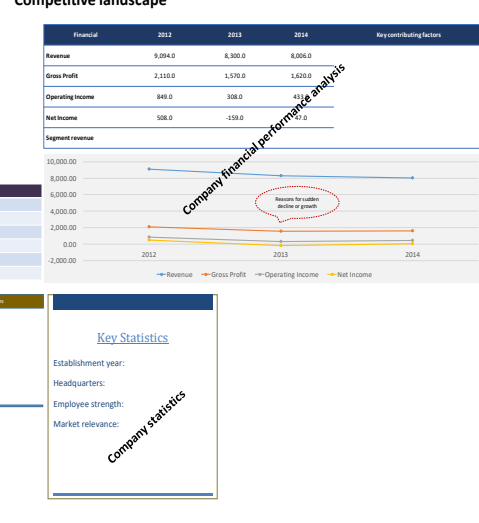 Competitive landscape
Financial 2012 2013 2014 Key contributing factors
Revenue 9,094.0 8,300.0 8,006.0
Gross Profit 2,110.0 1,570.0 1,620.0
Operating Income 849.0 308.0 433.0
Net Income 508.0 -159.0 47.0
Segment revenue
Company financial performance analysis
10,000.00
8,000.00
6,000.00
4,000.00
2,000.00
0.00
-2,000.00
Reasons for sudden
decline or growth
2012 2013 2014
Revenue Gross Profit Operating Income Net Income
Key Statistics
Establishment year:
Headquarters:
Employee strength:
Market relevance:
Company statistics